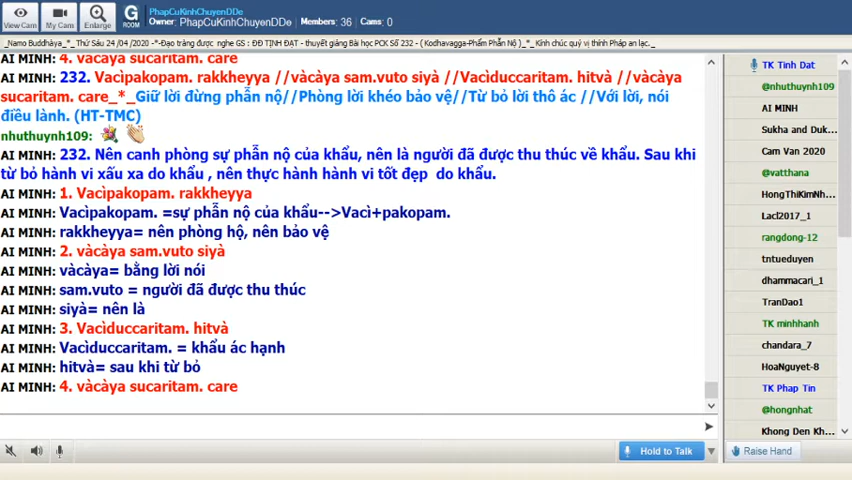 PhapCuKinhChuyenDDe
Owner: PhapCuKinhChuyenDDe Members: 36 Cams: 0
View Cam
My Cam
Enlarge
G
ROOM
_Namo Buddhàya_*_ Thứ Sáu 24 /04 /2020 -*-Đạo tràng được nghe GS : ĐĐ TỊNH ĐẠT - thuyết giảng Bài học PCK Số 232 - ( Kodhavagga-Phẩm Phẫn Nộ )_*_ Kính chúc quý vị thính Pháp an lạc._
AI MINH: 4. vàcàya sucaritam. care
AI MINH: 232. Vacìpakopam. rakkheyya //vàcàya sam.vuto siyà //Vacìduccaritam. hitvà //vàcàya
sucaritam. care_*_Giữ lời đừng phẫn nộ//Phòng lời khéo bảo vệ//Từ bỏ lời thô ác //Với lời, nói
điều lành. (HT-TMC)
nhuthuynh109:
AI MINH: 232. Nên canh phòng sự phẫn nộ của khẩu, nên là người đã được thu thúc về khẩu. Sau khi
từ bỏ hành vi xấu xa do khẩu , nên thực hành hành vi tốt đẹp do khẩu.
AI MINH: 1. Vacìpakopam. rakkheyya
AI MINH: Vacìpakopam. =sự phẫn nộ của khẩu-->Vacì+pakopam.
AI MINH: rakkheyya= nên phòng hộ, nên bảo vệ
AI MINH: 2. vàcàya sam.vuto siyà
AI MINH: vàcàya= bằng lời nói
AI MINH: sam.vuto = người đã được thu thúc
AI MINH: siyà= nên là
AI MINH: 3. Vacìduccaritam. hitvà
AI MINH: Vacìduccaritam. = khẩu ác hạnh
AI MINH: hitvà= sau khi từ bỏ
AI MINH: 4. vàcàya sucaritam. care
TK Tinh Dat
@nhuthuynh109
AI MINH
Sukha and Duk...
Cam Van 2020
@vatthana
HongThiKimNh...
Lacl2017_1
rangdong-12
tntueduyen
dhammacari_1
TranDao1
TK minhhanh
chandara_7
HoaNguyet-8
TK Phap Tin
@hongnhat
Khong Den Kh...
Hold to Talk
Raise Hand